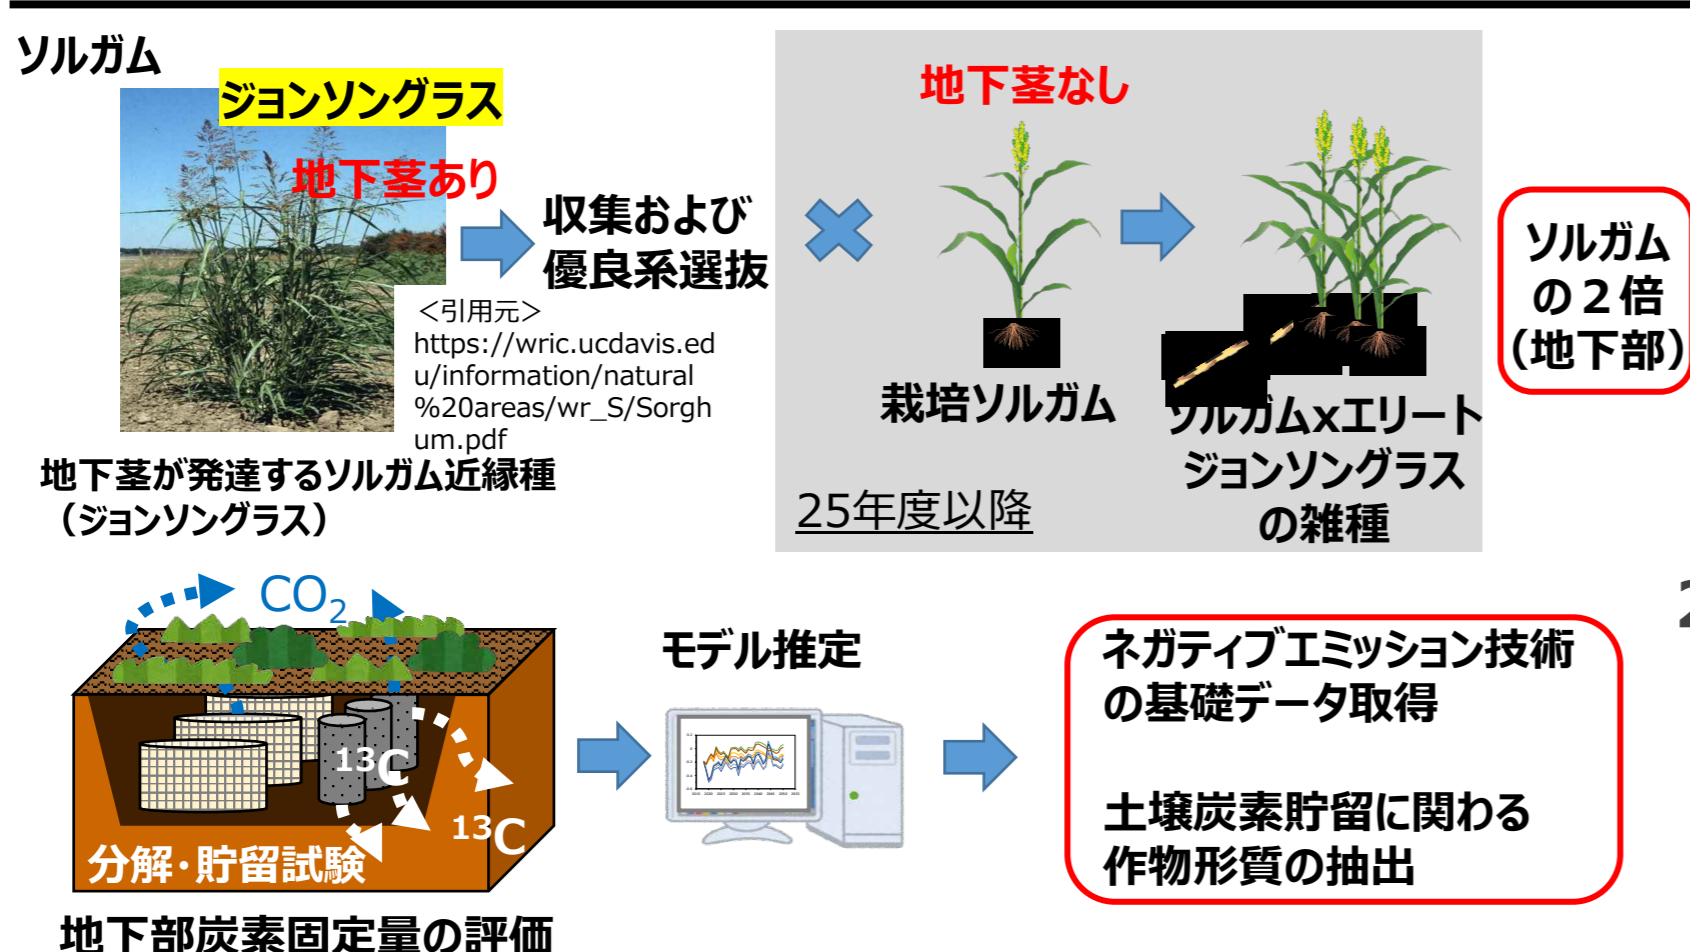 ソルガム
ジョンソングラス
地下茎あり
収集および
優良系選抜
＜引用元＞
https://wric.ucdavis.ed
u/information/natural
%20areas/wr_S/Sorgh
um.pdf
地下茎が発達するソルガム近縁種
（ジョンソングラス）
地下茎なし
栽培ソルガム
ソルガムxエリート
ジョンソングラス
の雑種
25年度以降
ソルガム
の２倍
（地下部）
CO2
13C
13C
分解・貯留試験
地下部炭素固定量の評価
モデル推定
ネガティブエミッション技術
の基礎データ取得
土壌炭素貯留に関わる
作物形質の抽出